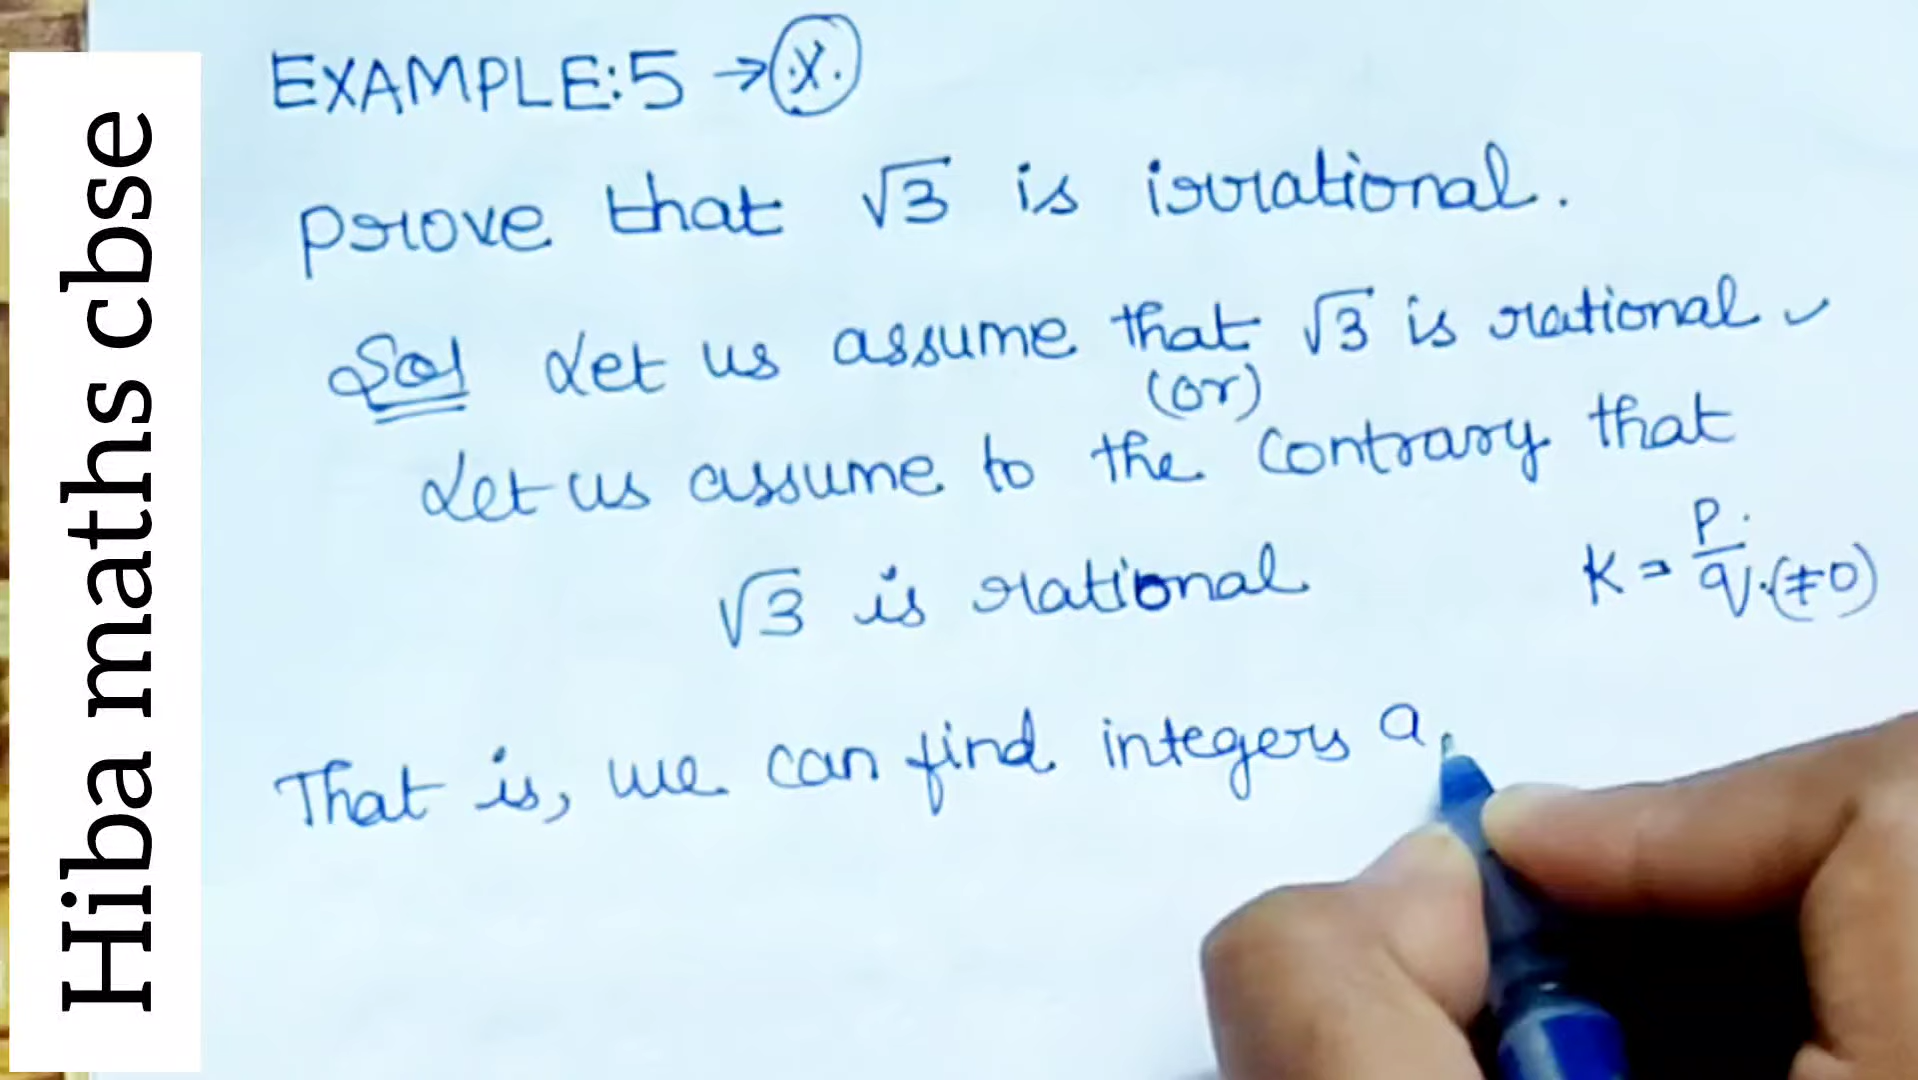 Hiba maths cbse
EXAMPLE:5 → X.
prove that √3 is irrational.
Sol Let us assume that √3 is rational
(or)
Let us assume to the contrary that
√3 is rational
K = p/q (≠0)
That is, we can find integers a,